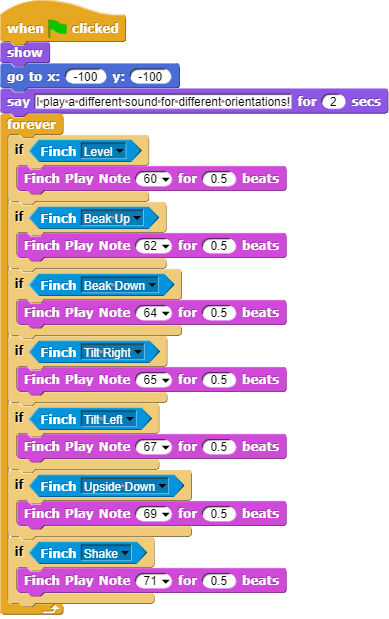 when clicked
show
go to x: -100 y: -100
say I play a different sound for different orientations! for 2 secs
forever
if Finch Level
Finch Play Note 60 for 0.5 beats
if Finch Beak Up
Finch Play Note 62 for 0.5 beats
if Finch Beak Down
Finch Play Note 64 for 0.5 beats
if Finch Tilt Right
Finch Play Note 65 for 0.5 beats
if Finch Tilt Left
Finch Play Note 67 for 0.5 beats
if Finch Upside Down
Finch Play Note 69 for 0.5 beats
if Finch Shake
Finch Play Note 71 for 0.5 beats